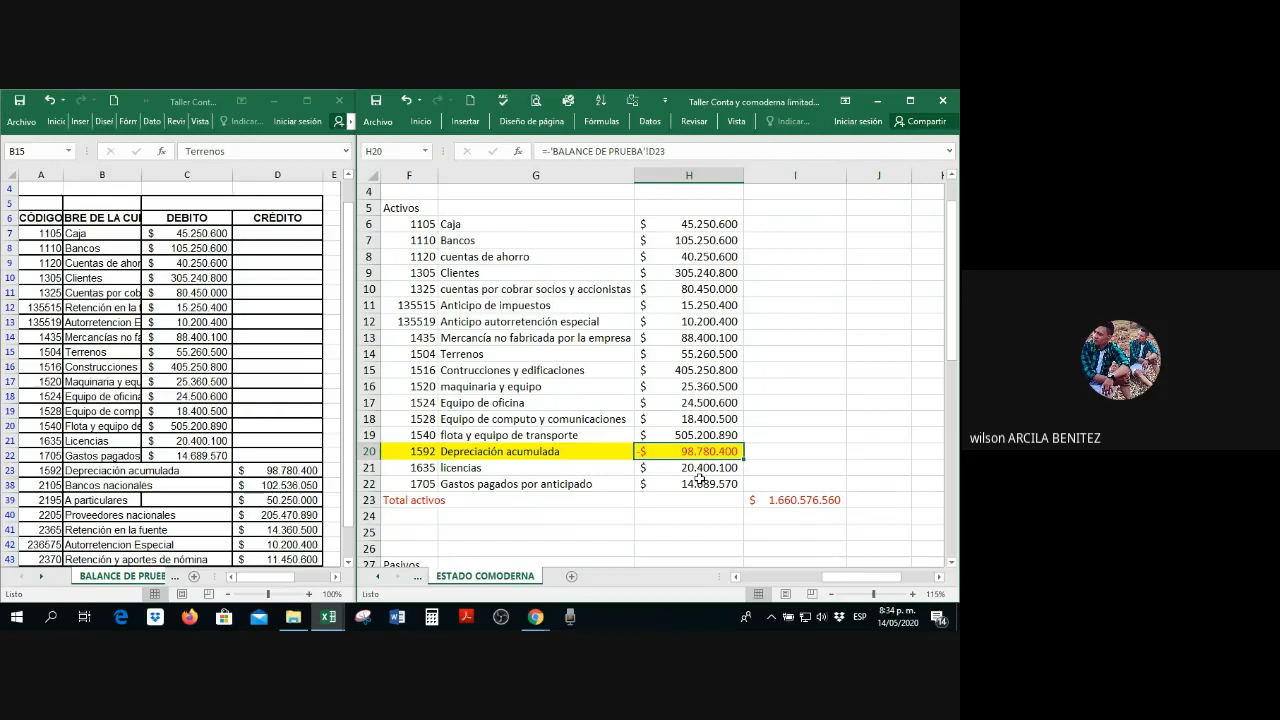 Taller Cont...
Archivo Inicio Inser Diseñ Fórm Dato Revis Vista Indicar... Iniciar sesión
B15 fx Terrenos
A B C D E
4
5
6 CÓDIGO BRE DE LA CUE DEBITO CRÉDITO
7 1105 Caja $ 45.250.600
8 1110 Bancos $ 105.250.600
9 1120 Cuentas de ahor $ 40.250.600
10 1305 Clientes $ 305.240.800
11 1325 Cuentas por cob $ 80.450.000
12 135515 Retención en la f $ 15.250.400
13 135519 Autorretencion E $ 10.200.400
14 1435 Mercancías no fa $ 88.400.100
15 1504 Terrenos $ 55.260.500
16 1516 Construcciones $ 405.250.800
17 1520 Maquinaria y equ $ 25.360.500
18 1524 Equipo de oficina $ 24.500.600
19 1528 Equipo de comp $ 18.400.500
20 1540 Flota y equipo de $ 505.200.890
21 1635 Licencias $ 20.400.100
22 1705 Gastos pagados $ 14.689.570
23 1592 Depreciación acumulada $ 98.780.400
38 2105 Bancos nacionales $ 102.536.050
39 2195 A particulares $ 50.250.000
40 2205 Proveedores nacionales $ 205.470.890
41 2365 Retención en la fuente $ 14.360.500
42 236575 Autorretencion Especial $ 10.200.400
43 2370 Retención y aportes de nómina $ 11.450.600
BALANCE DE PRUEB ...
Listo 100%
Taller Conta y comoderna limitad...
Archivo Inicio Insertar Diseño de página Fórmulas Datos Revisar Vista Indicar... Iniciar sesión Compartir
H20 fx =-'BALANCE DE PRUEBA'!D23
F G H I J
4
5 Activos
6 1105 Caja $ 45.250.600
7 1110 Bancos $ 105.250.600
8 1120 cuentas de ahorro $ 40.250.600
9 1305 Clientes $ 305.240.800
10 1325 cuentas por cobrar socios y accionistas $ 80.450.000
11 135515 Anticipo de impuestos $ 15.250.400
12 135519 Anticipo autorretención especial $ 10.200.400
13 1435 Mercancía no fabricada por la empresa $ 88.400.100
14 1504 Terrenos $ 55.260.500
15 1516 Contrucciones y edificaciones $ 405.250.800
16 1520 maquinaria y equipo $ 25.360.500
17 1524 Equipo de oficina $ 24.500.600
18 1528 Equipo de computo y comunicaciones $ 18.400.500
19 1540 flota y equipo de transporte $ 505.200.890
20 1592 Depreciación acumulada -$ 98.780.400
21 1635 licencias $ 20.400.100
22 1705 Gastos pagados por anticipado $ 14.689.570
23 Total activos $ 1.660.576.560
24
25
26
27 Pasivos
... ESTADO COMODERNA
Listo 115%
ESP 8:34 p. m.
14/05/2020 14
wilson ARCILA BENITEZ